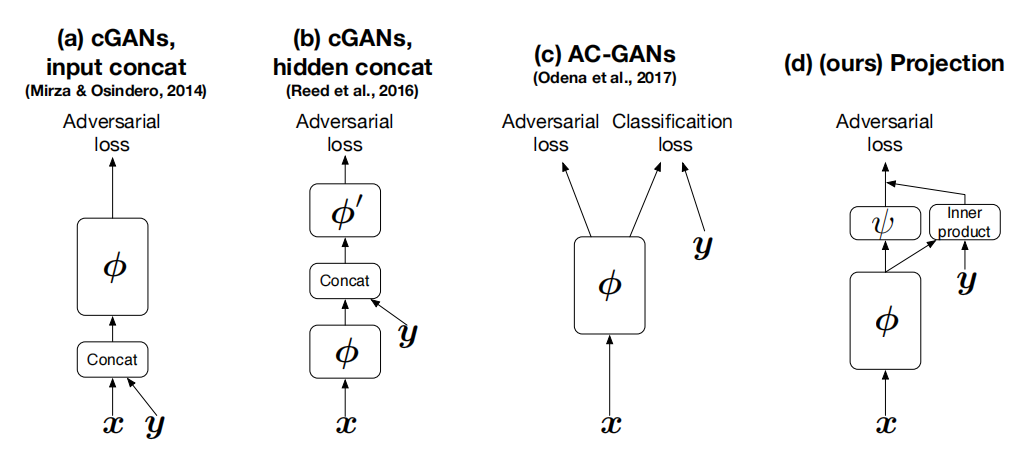 (a) cGANs,
input concat
(Mirza & Osindero, 2014)
Adversarial
loss
ϕ
Concat
x y
(b) cGANs,
hidden concat
(Reed et al., 2016)
Adversarial
loss
ϕ′
Concat
y
ϕ
x
(c) AC-GANs
(Odena et al., 2017)
Adversarial
loss
Classificaition
loss
y
ϕ
x
(d) (ours) Projection
Adversarial
loss
ψ
Inner
product
y
ϕ
x